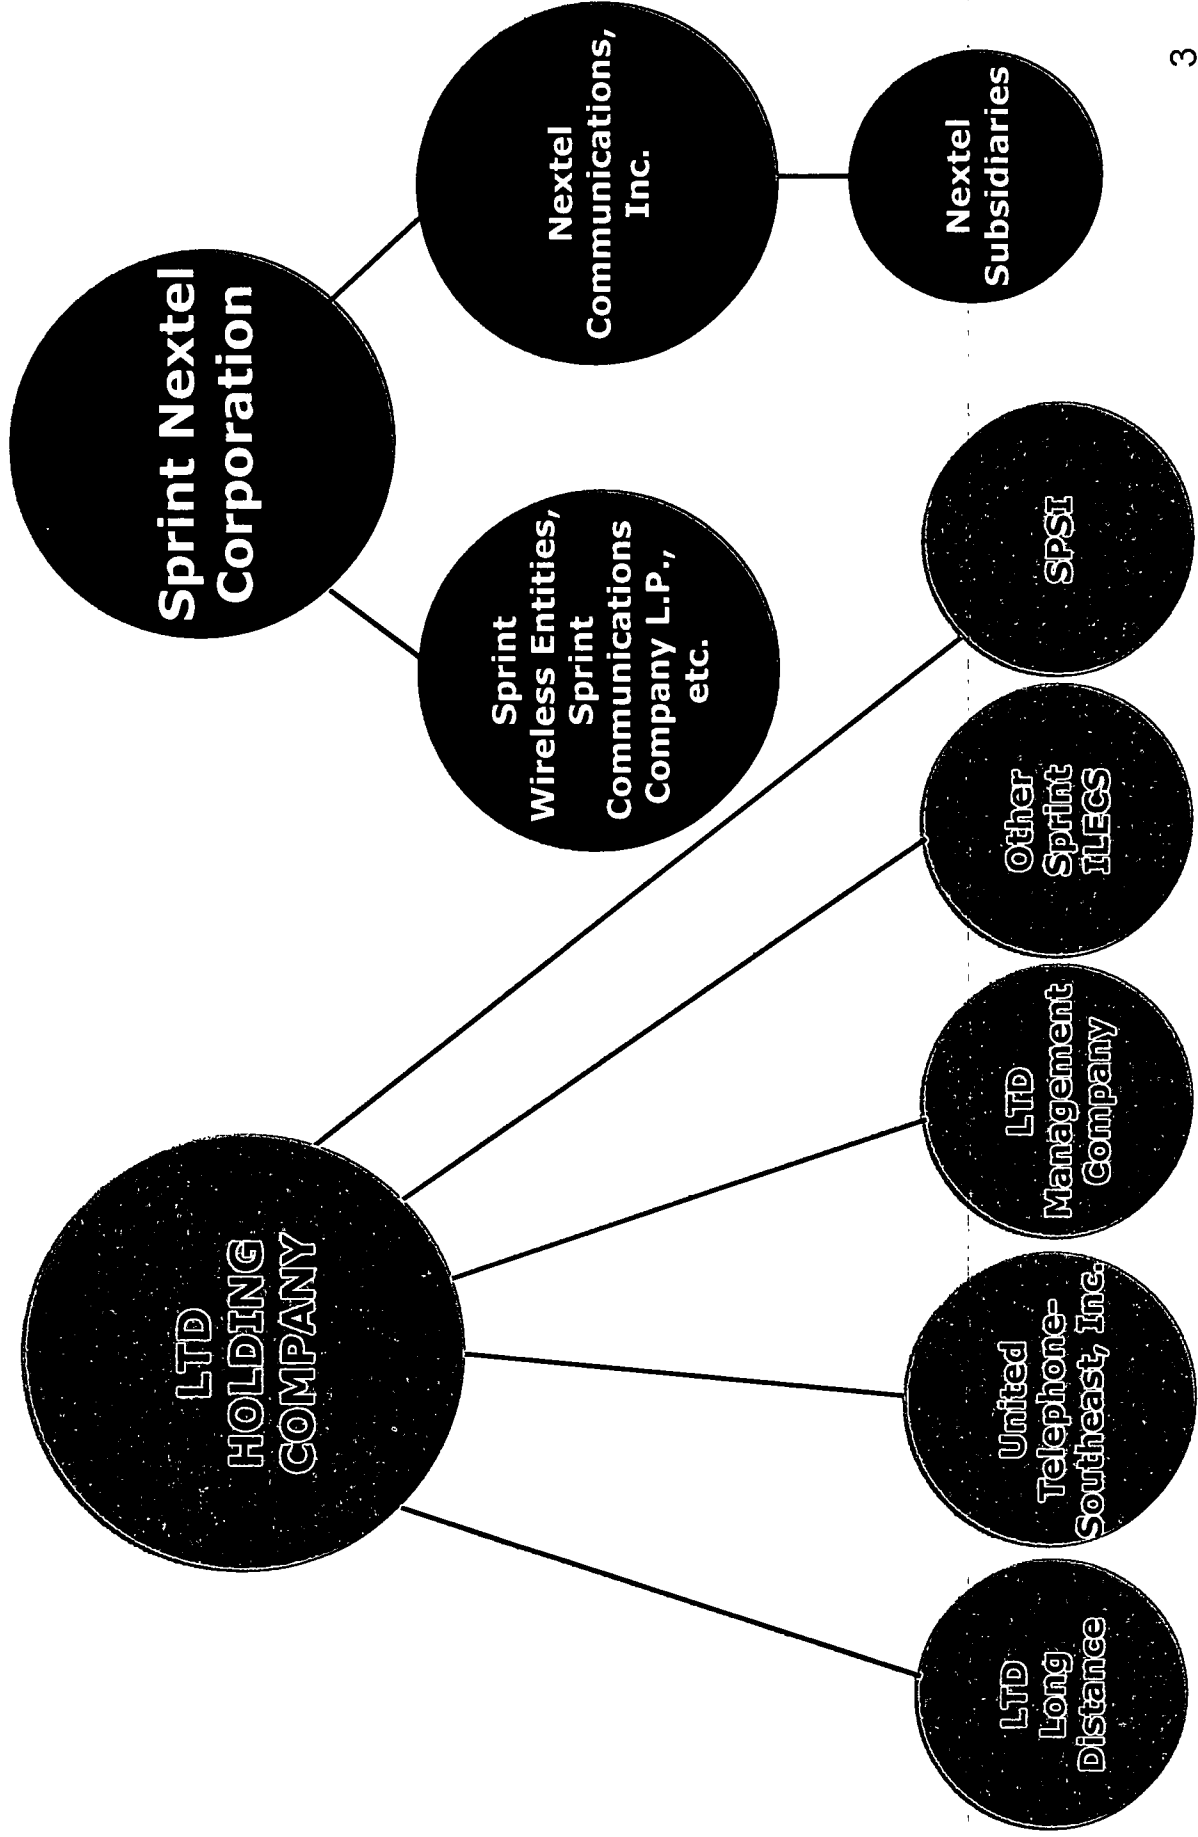 LTD
HOLDING
COMPANY
Sprint Nextel
Corporation
Sprint
Wireless Entities,
Sprint
Communications
Company L.P.,
etc.
Nextel
Communications,
Inc.
LTD
Long
Distance
United
Telephone-
Southeast, Inc.
LTD
Management
Company
Other
Sprint
ILECS
SPSI
Nextel
Subsidiaries
3